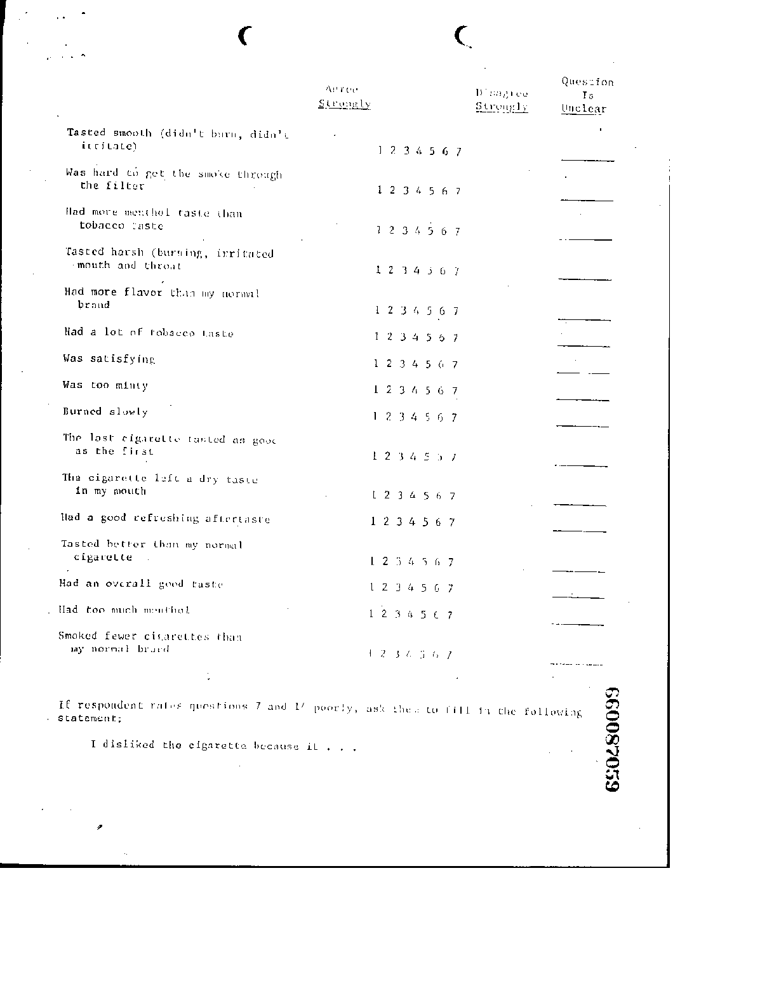 Agree Disagree Question
Strongly Strongly Is
Unclear
Tasted smooth (didn't burn, didn't
irritate) 1 2 3 4 5 6 7
Was hard to get the smoke through
the filter 1 2 3 4 5 6 7
Had more menthol taste than
tobacco taste 1 2 3 4 5 6 7
Tasted harsh (burning, irritated
mouth and throat 1 2 3 4 5 6 7
Had more flavor than my normal
brand 1 2 3 4 5 6 7
Had a lot of tobacco taste 1 2 3 4 5 6 7
Was satisfying 1 2 3 4 5 6 7
Was too minty 1 2 3 4 5 6 7
Burned slowly 1 2 3 4 5 6 7
The last cigarette tasted as good
as the first 1 2 3 4 5 6 7
The cigarette left a dry taste
in my mouth 1 2 3 4 5 6 7
Had a good refreshing aftertaste 1 2 3 4 5 6 7
Tasted better than my normal
cigarette 1 2 3 4 5 6 7
Had an overall good taste 1 2 3 4 5 6 7
Had too much menthol 1 2 3 4 5 6 7
Smoked fewer cigarettes than
my normal brand 1 2 3 4 5 6 7
If respondent rates questions 7 and poorly, ask them to fill in the following
statement:
I disliked the cigarette because it . . .
660087059